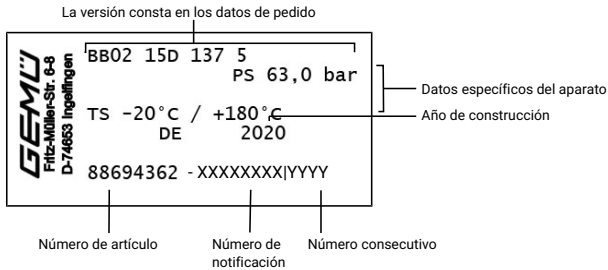 La versión consta en los datos de pedido
GEMÜ
Fritz-Müller-Str. 6-8
D-74653 Ingelfingen
BB02 15D 137 5
PS 63,0 bar
TS -20°C / +180°C
DE 2020
88694362 -XXXXXXXX|YYYY
Datos específicos del aparato
Año de construcción
Número de artículo
Número de
notificación
Número consecutivo